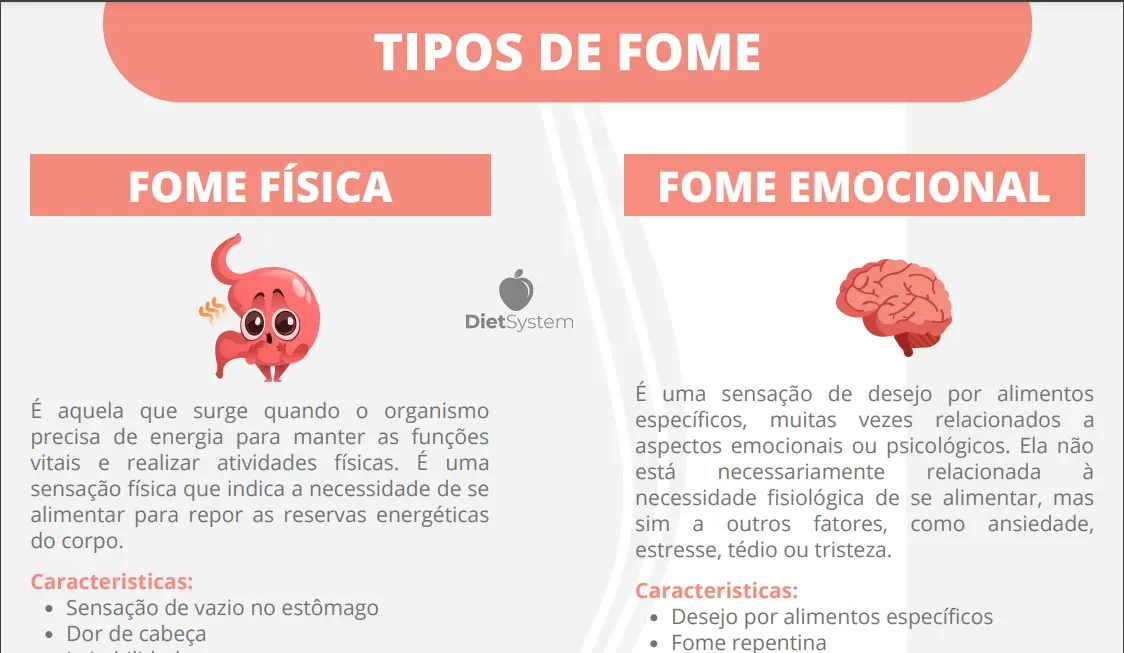 TIPOS DE FOME
FOME FÍSICA
É aquela que surge quando o organismo
precisa de energia para manter as funções
vitais e realizar atividades físicas. É uma
sensação física que indica a necessidade de se
alimentar para repor as reservas energéticas
do corpo.
Caracteristicas:
• Sensação de vazio no estômago
• Dor de cabeça
DietSystem
FOME EMOCIONAL
É uma sensação de desejo por alimentos
específicos, muitas vezes relacionados a
aspectos emocionais ou psicológicos. Ela não
está necessariamente relacionada à
necessidade fisiológica de se alimentar, mas
sim a outros fatores, como ansiedade,
estresse, tédio ou tristeza.
Caracteristicas:
• Desejo por alimentos específicos
• Fome repentina